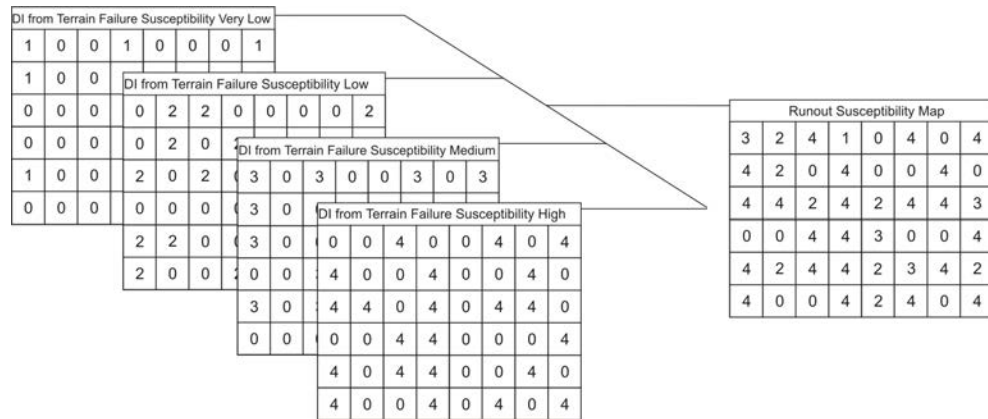 DI from Terrain Failure Susceptibility Very Low
1 0 0 1 0 0 0 1
1 0 0
0 0 0
0 0 0
1 0 0
0 0 0
DI from Terrain Failure Susceptibility Low
0 2 2 0 0 0 0 2
0 2 0 2
2 0 2 0
0 0 0 0
2 2 0 0
2 0 0 2
DI from Terrain Failure Susceptibility Medium
3 0 3 0 0 3 0 3
3 0
3 0
0 0
3 0
0 0
DI from Terrain Failure Susceptibility High
0 0 4 0 0 4 0 4
4 0 0 4 0 0 4 0
4 4 0 4 0 4 4 0
0 0 4 4 0 0 0 4
4 0 4 4 0 0 4 0
4 0 0 4 0 4 0 4
Runout Susceptibility Map
3 2 4 1 0 4 0 4
4 2 0 4 0 0 4 0
4 4 2 4 2 4 4 3
0 0 4 4 3 0 0 4
4 2 4 4 2 3 4 2
4 0 0 4 2 4 0 4